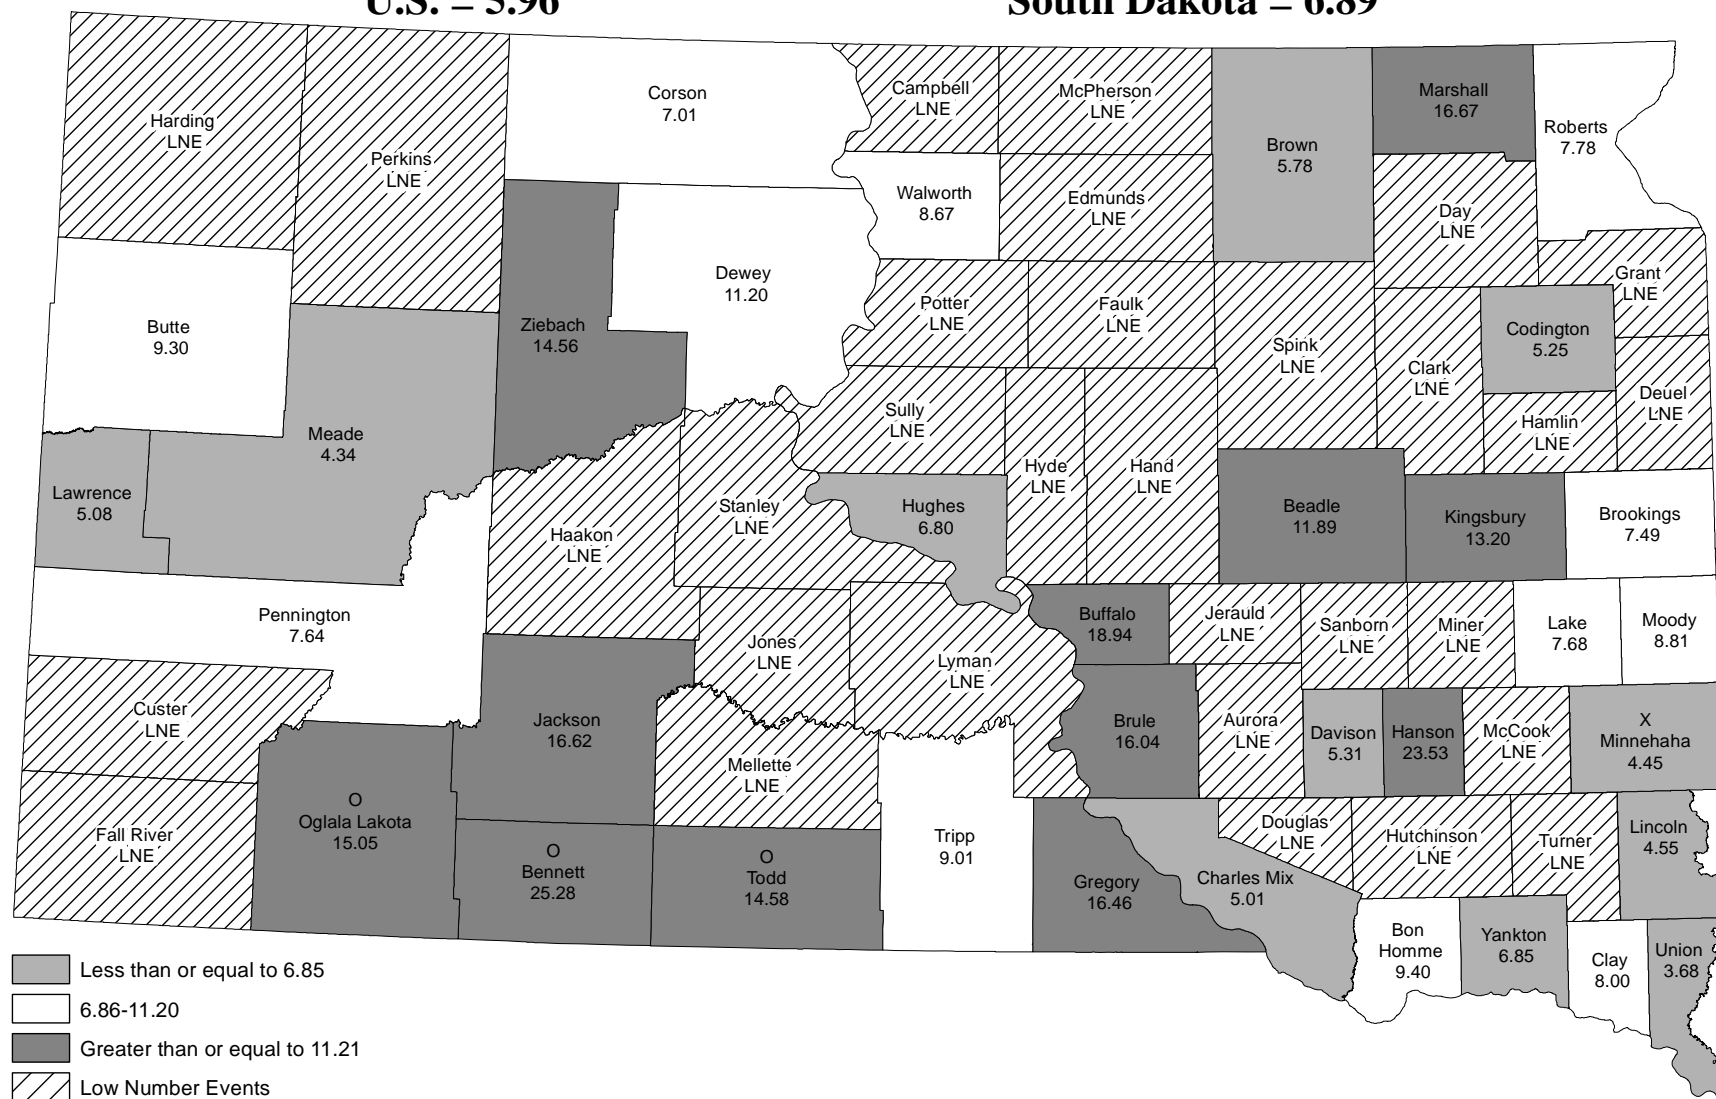 U.S. = 5.96
South Dakota = 6.89
Harding
LNE
Perkins
LNE
Corson
7.01
Campbell
LNE
McPherson
LNE
Brown
5.78
Marshall
16.67
Roberts
7.78
Walworth
8.67
Edmunds
LNE
Day
LNE
Grant
LNE
Butte
9.30
Ziebach
14.56
Dewey
11.20
Potter
LNE
Faulk
LNE
Spink
LNE
Clark
LNE
Codington
5.25
Deuel
LNE
Hamlin
LNE
Meade
4.34
Lawrence
5.08
Sully
LNE
Hyde
LNE
Hand
LNE
Haakon
LNE
Stanley
LNE
Hughes
6.80
Beadle
11.89
Kingsbury
13.20
Brookings
7.49
Pennington
7.64
Jones
LNE
Lyman
LNE
Buffalo
18.94
Jerauld
LNE
Sanborn
LNE
Miner
LNE
Lake
7.68
Moody
8.81
Custer
LNE
Jackson
16.62
Mellette
LNE
Brule
16.04
Aurora
LNE
Davison
5.31
Hanson
23.53
McCook
LNE
X
Minnehaha
4.45
Fall River
LNE
O
Oglala Lakota
15.05
O
Bennett
25.28
O
Todd
14.58
Tripp
9.01
Gregory
16.46
Charles Mix
5.01
Douglas
LNE
Hutchinson
LNE
Turner
LNE
Lincoln
4.55
Bon
Homme
9.40
Yankton
6.85
Clay
8.00
Union
3.68
Less than or equal to 6.85
6.86-11.20
Greater than or equal to 11.21
Low Number Events